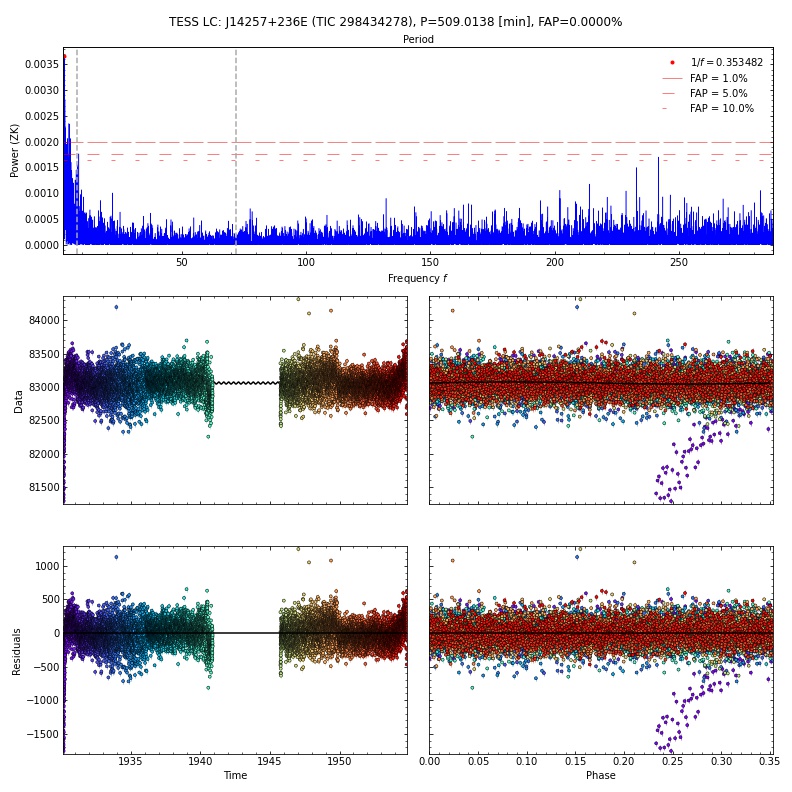 TESS LC: J14257+236E (TIC 298434278), P=509.0138 [min], FAP=0.0000%
Period
Power (ZK)
0.0035
0.0030
0.0025
0.0020
0.0015
0.0010
0.0005
0.0000
1/f = 0.353482
FAP = 1.0%
FAP = 5.0%
FAP = 10.0%
50 100 150 200 250
Frequency f
Data
84000
83500
83000
82500
82000
81500
Residuals
1000
500
0
−500
−1000
−1500
1935 1940 1945 1950
Time
0.00 0.05 0.10 0.15 0.20 0.25 0.30 0.35
Phase